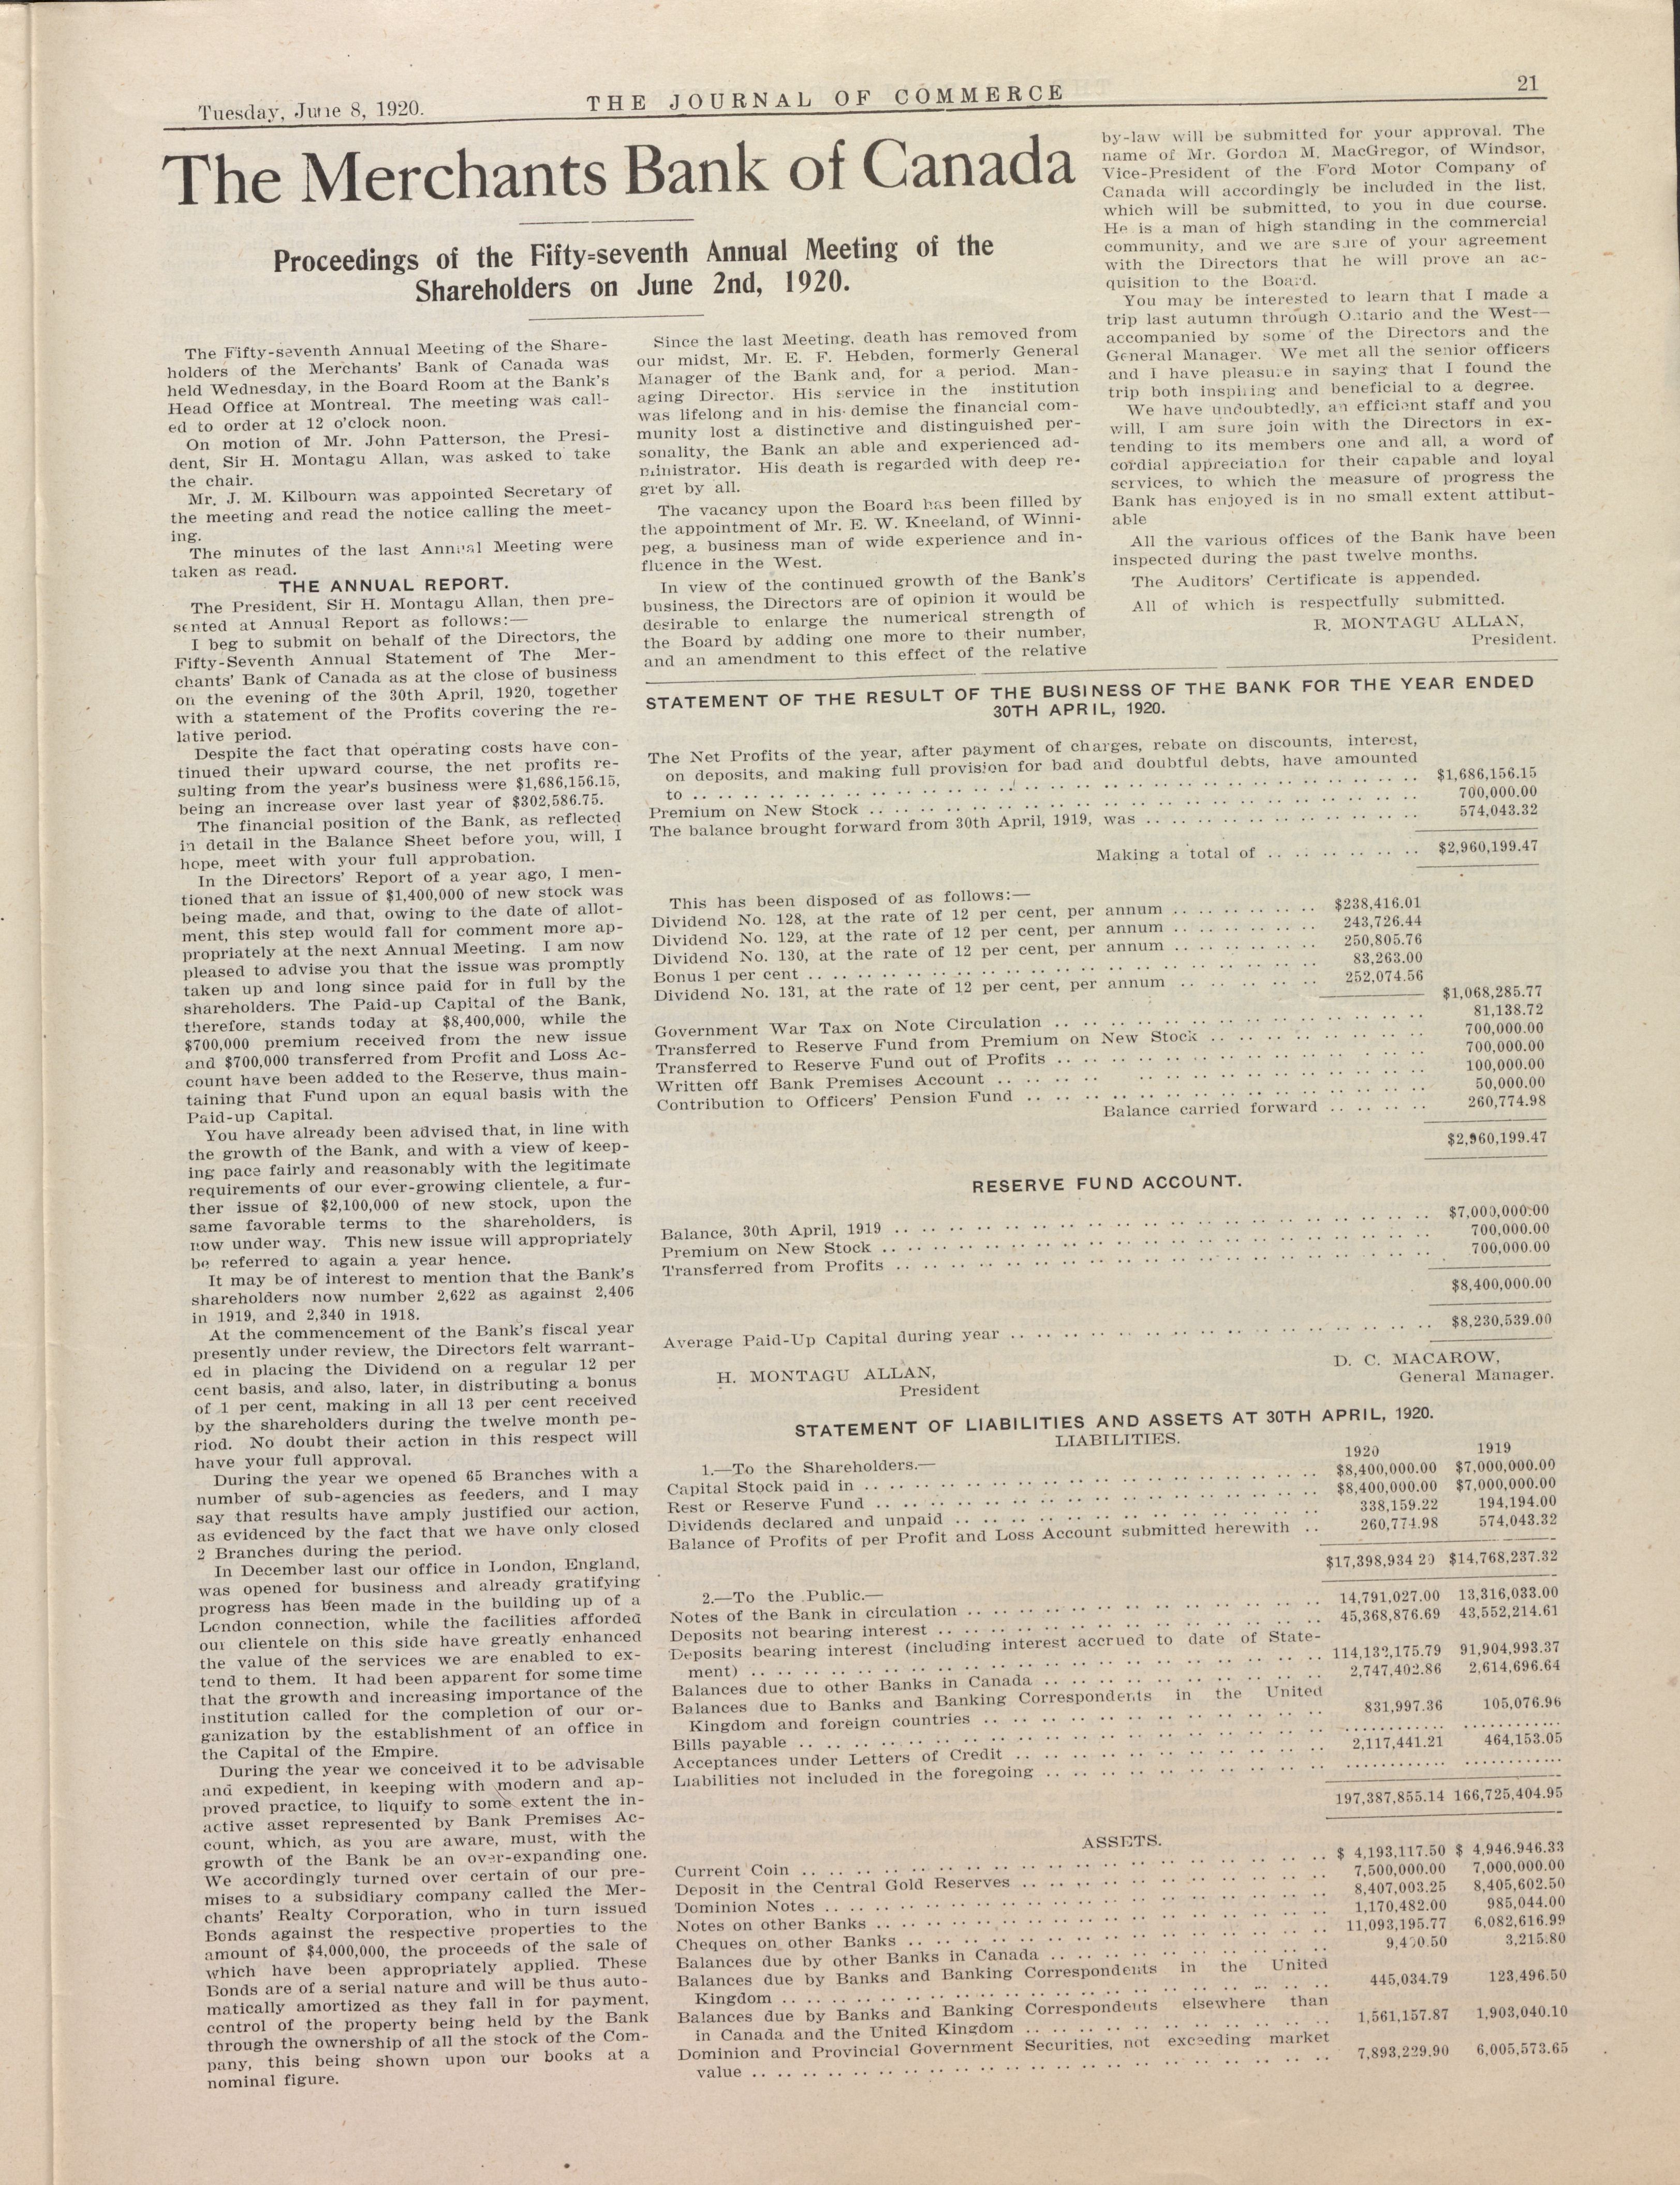 Tuesday, June 8, 1920.
THE JOURNAL OF COMMERCE
21
The Merchants Bank of Canada
Proceedings of the Fifty-seventh Annual Meeting of the
Shareholders on June 2nd, 1920.
The Fifty-seventh Annual Meeting of the Share-
holders of the Merchants' Bank of Canada was
held Wednesday, in the Board Room at the Bank's
Head Office at Montreal. The meeting was call-
ed to order at 12 o'clock noon.
On motion of Mr. John Patterson, the Presi-
dent, Sir H. Montagu Allan, was asked to take
the chair.
Mr. J. M. Kilbourn was appointed Secretary of
the meeting and read the notice calling the meet-
ing.
The minutes of the last Annual Meeting were
taken as read.
THE ANNUAL REPORT.
The President, Sir H. Montagu Allan, then pre-
sented at Annual Report as follows:—
I beg to submit on behalf of the Directors, the
Fifty-Seventh Annual Statement of The Mer-
chants' Bank of Canada as at the close of business
on the evening of the 30th April, 1920, together
with a statement of the Profits covering the re-
lative period.
Despite the fact that operating costs have con-
tinued their upward course, the net profits re-
sulting from the year's business were $1,686,156.15,
being an increase over last year of $302,586.75.
The financial position of the Bank, as reflected
in detail in the Balance Sheet before you, will, I
hope, meet with your full approbation.
In the Directors' Report of a year ago, I men-
tioned that an issue of $1,400,000 of new stock was
being made, and that, owing to the date of allot-
ment, this step would fall for comment more ap-
propriately at the next Annual Meeting. I am now
pleased to advise you that the issue was promptly
taken up and long since paid for in full by the
shareholders. The Paid-up Capital of the Bank,
therefore, stands today at $8,400,000, while the
$700,000 premium received from the new issue
and $700,000 transferred from Profit and Loss Ac-
count have been added to the Reserve, thus main-
taining that Fund upon an equal basis with the
Paid-up Capital.
You have already been advised that, in line with
the growth of the Bank, and with a view of keep-
ing pace fairly and reasonably with the legitimate
requirements of our ever-growing clientele, a fur-
ther issue of $2,100,000 of new stock, upon the
same favorable terms to the shareholders, is
now under way. This new issue will appropriately
be referred to again a year hence.
It may be of interest to mention that the Bank's
shareholders now number 2,622 as against 2,406
in 1919, and 2,340 in 1918.
At the commencement of the Bank's fiscal year
presently under review, the Directors felt warrant-
ed in placing the Dividend on a regular 12 per
cent basis, and also, later, in distributing a bonus
of 1 per cent, making in all 13 per cent received
by the shareholders during the twelve month pe-
riod. No doubt their action in this respect will
have your full approval.
During the year we opened 65 Branches with a
number of sub-agencies as feeders, and I may
say that results have amply justified our action,
as evidenced by the fact that we have only closed
2 Branches during the period.
In December last our office in London, England,
was opened for business and already gratifying
progress has been made in the building up of a
London connection, while the facilities afforded
our clientele on this side have greatly enhanced
the value of the services we are enabled to ex-
tend to them. It had been apparent for some time
that the growth and increasing importance of the
institution called for the completion of our or-
ganization by the establishment of an office in
the Capital of the Empire.
During the year we conceived it to be advisable
and expedient, in keeping with modern and ap-
proved practice, to liquify to some extent the in-
active asset represented by Bank Premises Ac-
count, which, as you are aware, must, with the
growth of the Bank be an over-expanding one.
We accordingly turned over certain of our pre-
mises to a subsidiary company called the Mer-
chants' Realty Corporation, who in turn issued
Bonds against the respective properties to the
amount of $4,000,000, the proceeds of the sale of
which have been appropriately applied. These
Bonds are of a serial nature and will be thus auto-
matically amortized as they fall in for payment,
control of the property being held by the Bank
through the ownership of all the stock of the Com-
pany, this being shown upon our books at a
nominal figure.
Since the last Meeting, death has removed from
our midst, Mr. E. F. Hebden, formerly General
Manager of the Bank and, for a period. Man-
aging Director. His service in the institution
was lifelong and in his demise the financial com-
munity lost a distinctive and distinguished per-
sonality, the Bank an able and experienced ad-
ministrator. His death is regarded with deep re-
gret by all.
The vacancy upon the Board has been filled by
the appointment of Mr. E. W. Kneeland, of Winni-
peg, a business man of wide experience and in-
fluence in the West.
In view of the continued growth of the Bank's
business, the Directors are of opinion it would be
desirable to enlarge the numerical strength of
the Board by adding one more to their number,
and an amendment to this effect of the relative
by-law will be submitted for your approval. The
name of Mr. Gordon M. MacGregor, of Windsor,
Vice-President of the Ford Motor Company of
Canada will accordingly be included in the list,
which will be submitted, to you in due course.
He is a man of high standing in the commercial
community, and we are sure of your agreement
with the Directors that he will prove an ac-
quisition to the Board.
You may be interested to learn that I made a
trip last autumn through Ontario and the West—
accompanied by some of the Directors and the
General Manager. We met all the senior officers
and I have pleasure in saying that I found the
trip both inspiring and beneficial to a degree.
We have undoubtedly, an efficient staff and you
will, I am sure join with the Directors in ex-
tending to its members one and all, a word of
cordial appreciation for their capable and loyal
services, to which the measure of progress the
Bank has enjoyed is in no small extent attibut-
able
All the various offices of the Bank have been
inspected during the past twelve months.
The Auditors' Certificate is appended.
All of which is respectfully submitted.
R. MONTAGU ALLAN,
President.
STATEMENT OF THE RESULT OF THE BUSINESS OF THE BANK FOR THE YEAR ENDED
30TH APRIL, 1920.
The Net Profits of the year, after payment of charges, rebate on discounts, interest,
on deposits, and making full provision for bad and doubtful debts, have amounted
to .. .. .. .. $1,686,156.15
Premium on New Stock .. .. .. .. 700,000.00
The balance brought forward from 30th April, 1919, was .. .. .. .. 574,043.32
Making a total of .. .. .. .. $2,960,199.47
This has been disposed of as follows:—
Dividend No. 128, at the rate of 12 per cent, per annum .. .. .. .. $238,416.01
Dividend No. 129, at the rate of 12 per cent, per annum .. .. .. .. 243,726.44
Dividend No. 130, at the rate of 12 per cent, per annum .. .. .. .. 250,805.76
Bonus 1 per cent .. .. .. .. 83,263.00
Dividend No. 131, at the rate of 12 per cent, per annum .. .. .. .. 252,074.56
$1,068,285.77
Government War Tax on Note Circulation .. .. .. .. 81,138.72
Transferred to Reserve Fund from Premium on New Stock .. .. .. .. 700,000.00
Transferred to Reserve Fund out of Profits .. .. .. .. 700,000.00
Written off Bank Premises Account .. .. .. .. 100,000.00
Contribution to Officers' Pension Fund .. .. .. .. 50,000.00
Balance carried forward .. .. .. .. 260,774.98
$2,960,199.47
RESERVE FUND ACCOUNT.
Balance, 30th April, 1919 .. .. .. .. $7,000,000.00
Premium on New Stock .. .. .. .. 700,000.00
Transferred from Profits .. .. .. .. 700,000.00
$8,400,000.00
Average Paid-Up Capital during year .. .. .. .. $8,230,539.00
H. MONTAGU ALLAN,
President
D. C. MACAROW,
General Manager.
STATEMENT OF LIABILITIES AND ASSETS AT 30TH APRIL, 1920.
LIABILITIES.
1920 1919
1.—To the Shareholders.—
Capital Stock paid in .. .. .. .. $8,400,000.00 $7,000,000.00
Rest or Reserve Fund .. .. .. .. $8,400,000.00 $7,000,000.00
Dividends declared and unpaid .. .. .. .. 338,159.22 194,194.00
Balance of Profits of per Profit and Loss Account submitted herewith .. 260,774.98 574,043.32
$17,398,934 20 $14,768,237.32
2.—To the Public.—
Notes of the Bank in circulation .. .. .. .. 14,791,027.00 13,316,033.00
Deposits not bearing interest .. .. .. .. 45,368,876.69 43,552,214.61
Deposits bearing interest (including interest accrued to date of State-
ment) .. .. .. .. 114,132,175.79 91,904,993.37
Balances due to other Banks in Canada .. .. .. .. 2,747,402.86 2,614,696.64
Balances due to Banks and Banking Correspondents in the United
Kingdom and foreign countries .. .. .. .. 831,997.36 105,076.96
Bills payable .. .. .. .. ............ ............
Acceptances under Letters of Credit .. .. .. .. 2,117,441.21 464,153.05
Liabilities not included in the foregoing .. .. .. .. ............ ............
197,387,855.14 166,725,404.95
ASSETS.
Current Coin .. .. .. .. $ 4,193,117.50 $ 4,946,946.33
Deposit in the Central Gold Reserves .. .. .. .. 7,500,000.00 7,000,000.00
Dominion Notes .. .. .. .. 8,407,003.25 8,405,602.50
Notes on other Banks .. .. .. .. 1,170,482.00 985,044.00
Cheques on other Banks .. .. .. .. 11,093,195.77 6,082,616.99
Balances due by other Banks in Canada .. .. .. .. 3,215.80
Balances due by Banks and Banking Correspondents in the United
Kingdom .. .. .. .. 445,034.79 123,496.50
Balances due by Banks and Banking Correspondents elsewhere than
in Canada and the United Kingdom .. .. .. .. 1,561,157.87 1,903,040.10
Dominion and Provincial Government Securities, not exceeding market
value .. .. .. .. 7,893,229.90 6,005,573.65